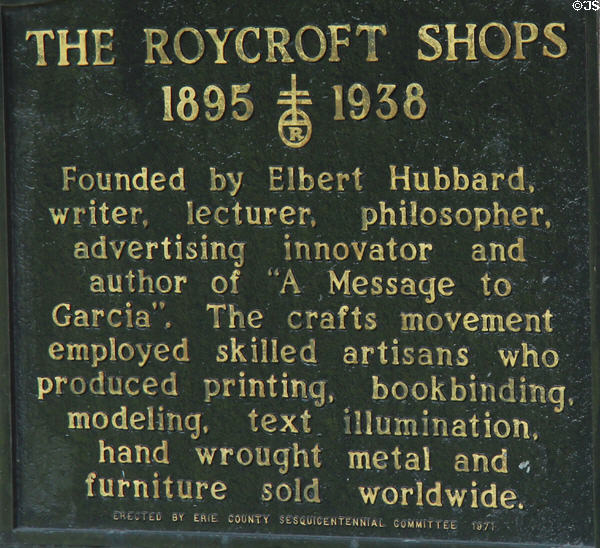 ©JS
THE ROYCROFT SHOPS
1895 R 1938
Founded by Elbert Hubbard,
writer, lecturer, philosopher,
advertising innovator and
author of "A Message to
Garcia". The crafts movement
employed skilled artisans who
produced printing, bookbinding,
modeling, text illumination,
hand wrought metal and
furniture sold worldwide.
ERECTED BY ERIE COUNTY SESQUICENTENNIAL COMMITTEE 1971